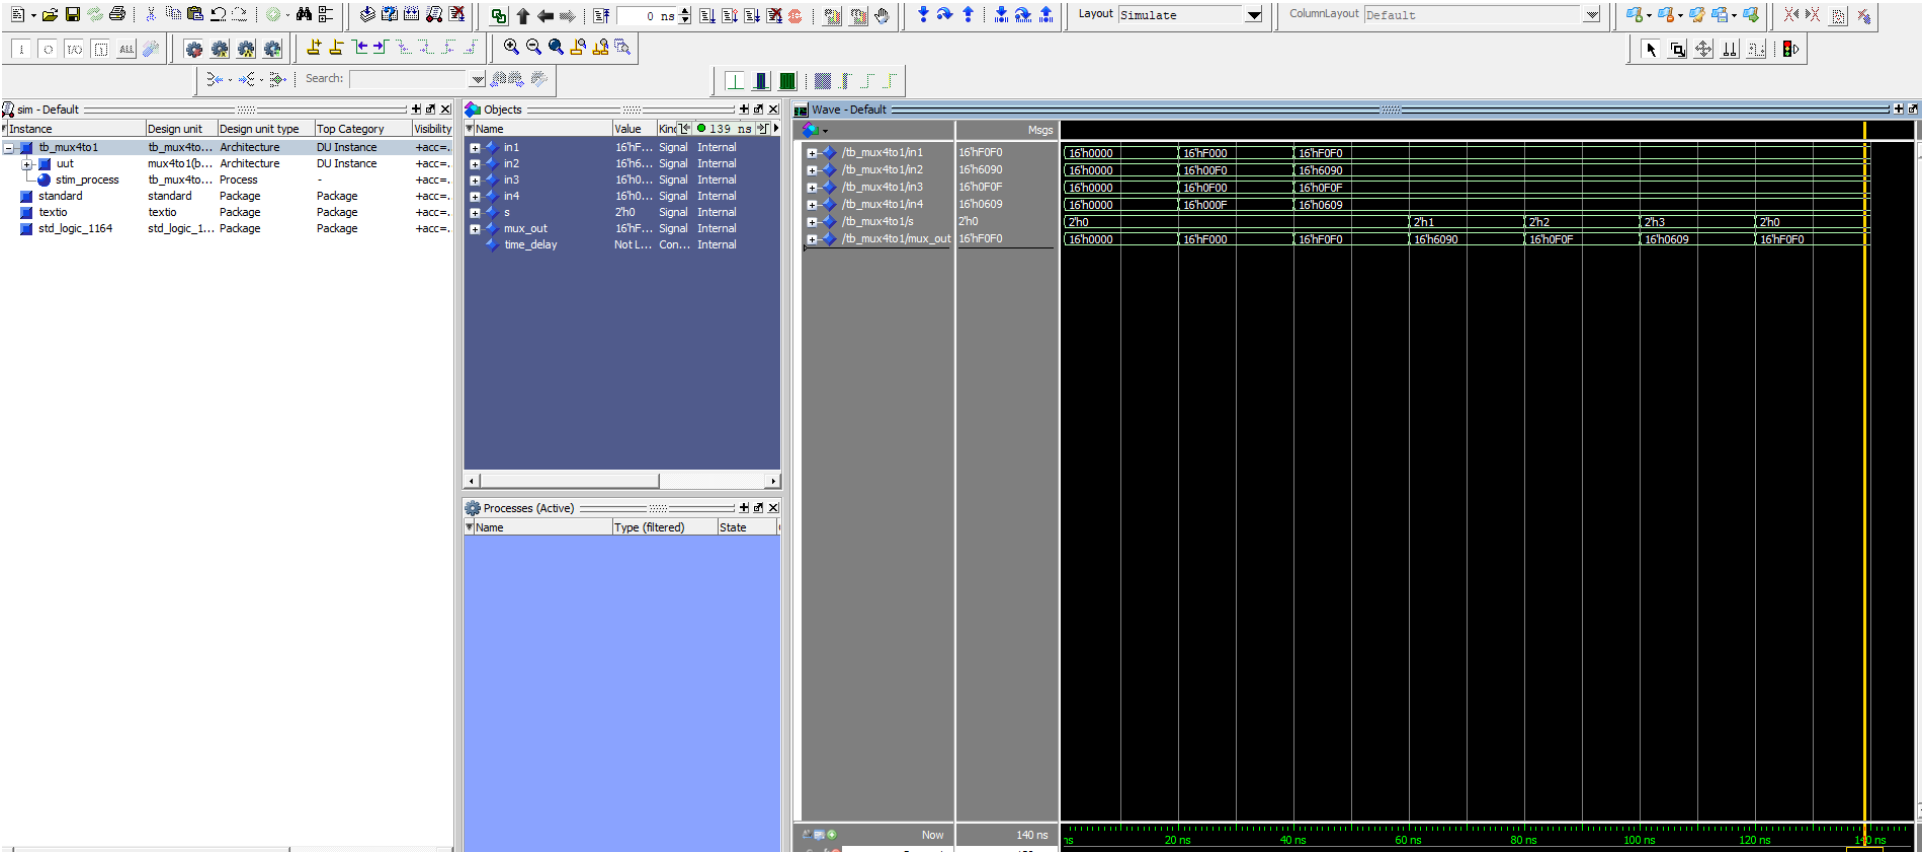 0 ns
Layout Simulate
ColumnLayout Default
ALL
Search:
sim - Default
Instance Design unit Design unit type Top Category Visibility
tb_mux4to1 tb_mux4to... Architecture DU Instance +acc=.
uut mux4to1(b... Architecture DU Instance +acc=.
stim_process tb_mux4to... Process - +acc=.
standard standard Package Package +acc=.
textio textio Package Package +acc=.
std_logic_1164 std_logic_1... Package Package +acc=.
Objects
Name Value Kind 139 ns
in1 16'hF... Signal Internal
in2 16'h6... Signal Internal
in3 16'h0... Signal Internal
in4 16'h0... Signal Internal
s 2'h0 Signal Internal
mux_out 16'hF... Signal Internal
time_delay Not L... Con... Internal
Processes (Active)
Name Type (filtered) State
Wave - Default
Msgs
/tb_mux4to1/in1 16'hF0F0 16'h0000 16'hF000 16'hF0F0
/tb_mux4to1/in2 16'h6090 16'h0000 16'h00F0 16'h6090
/tb_mux4to1/in3 16'h0F0F 16'h0000 16'h0F00 16'h0F0F
/tb_mux4to1/in4 16'h0609 16'h0000 16'h000F 16'h0609
/tb_mux4to1/s 2'h0 2'h0 2'h1 2'h2 2'h3 2'h0
/tb_mux4to1/mux_out 16'hF0F0 16'h0000 16'hF000 16'hF0F0 16'h6090 16'h0F0F 16'h0609 16'hF0F0
Now 140 ns ns 20 ns 40 ns 60 ns 80 ns 100 ns 120 ns 140 ns